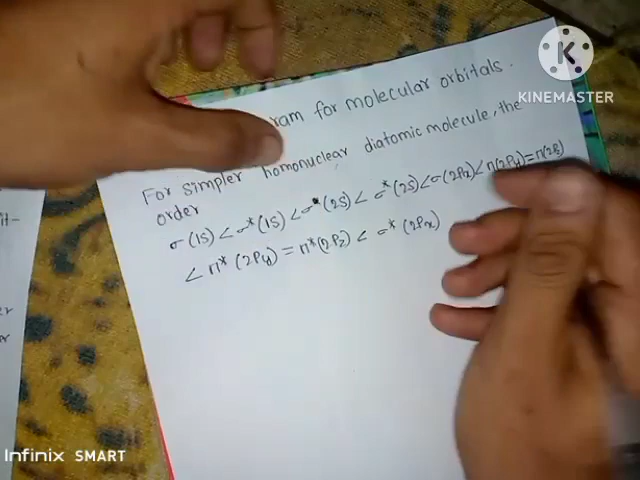 ram for molecular orbitals.
For simpler homonuclear diatomic molecule, the
order
σ(1S) < σ*(1S) < σ*(2S) < σ*(2S) < σ(2Px) < π(2Py) = π(2Pz)
< π*(2Py) = π*(2Pz) < σ*(2Px)
KINEMASTER
Infinix SMART